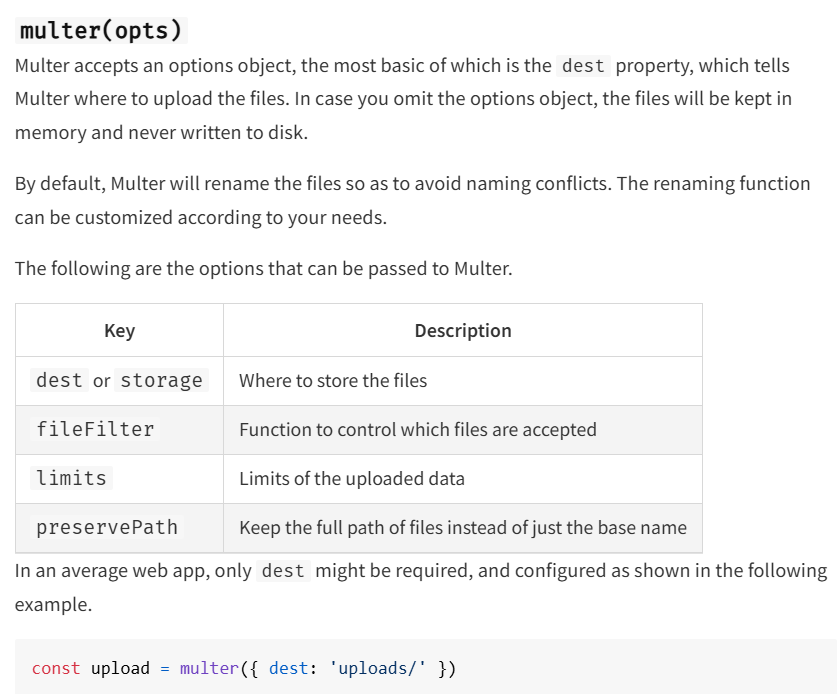 multer(opts)
Multer accepts an options object, the most basic of which is the dest property, which tells
Multer where to upload the files. In case you omit the options object, the files will be kept in
memory and never written to disk.
By default, Multer will rename the files so as to avoid naming conflicts. The renaming function
can be customized according to your needs.
The following are the options that can be passed to Multer.
Key Description
dest or storage Where to store the files
fileFilter Function to control which files are accepted
limits Limits of the uploaded data
preservePath Keep the full path of files instead of just the base name
In an average web app, only dest might be required, and configured as shown in the following
example.
const upload = multer({ dest: 'uploads/' })